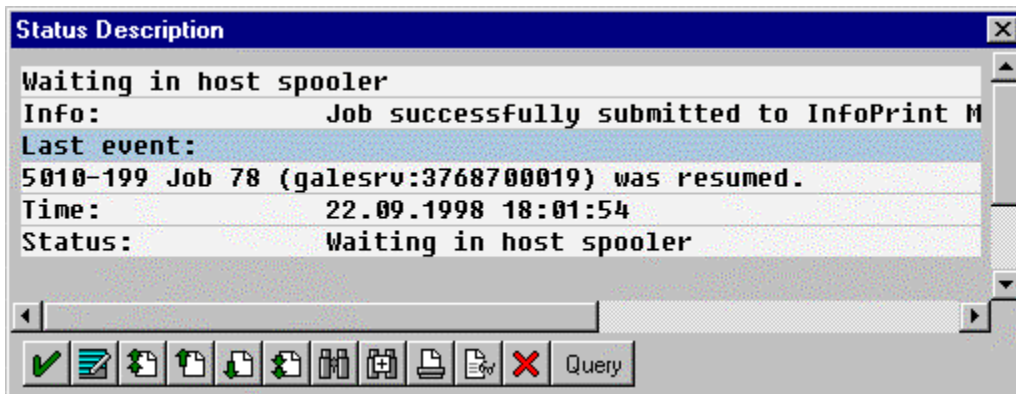 Status Description
Waiting in host spooler
Info: Job successfully submitted to InfoPrint M
Last event:
5010-199 Job 78 (galesrv:3768700019) was resumed.
Time: 22.09.1998 18:01:54
Status: Waiting in host spooler
Query